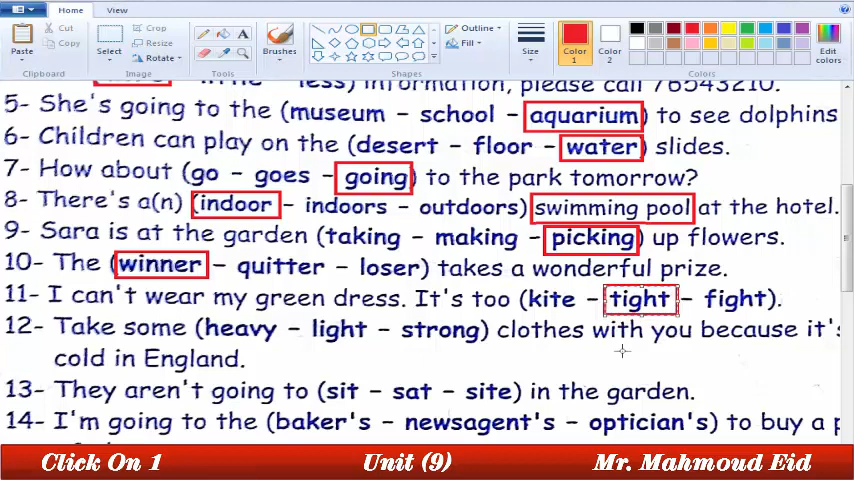 Home View
Cut
Copy
Paste
Clipboard
Select
Crop
Resize
Rotate
Tools
Brushes
Shapes
Outline
Fill
Size
Color 1
Color 2
Colors
Edit colors
information, please call 76543210.
5- She's going to the (museum – school – aquarium) to see dolphins
6- Children can play on the (desert – floor – water) slides.
7- How about (go – goes – going) to the park tomorrow?
8- There's a(n) (indoor – indoors – outdoors) swimming pool at the hotel.
9- Sara is at the garden (taking – making – picking) up flowers.
10- The (winner – quitter – loser) takes a wonderful prize.
11- I can't wear my green dress. It's too (kite – tight – fight).
12- Take some (heavy – light – strong) clothes with you because it's
cold in England.
13- They aren't going to (sit – sat – site) in the garden.
14- I'm going to the (baker's – newsagent's – optician's) to buy a p
Click On 1 Unit (9) Mr. Mahmoud Eid